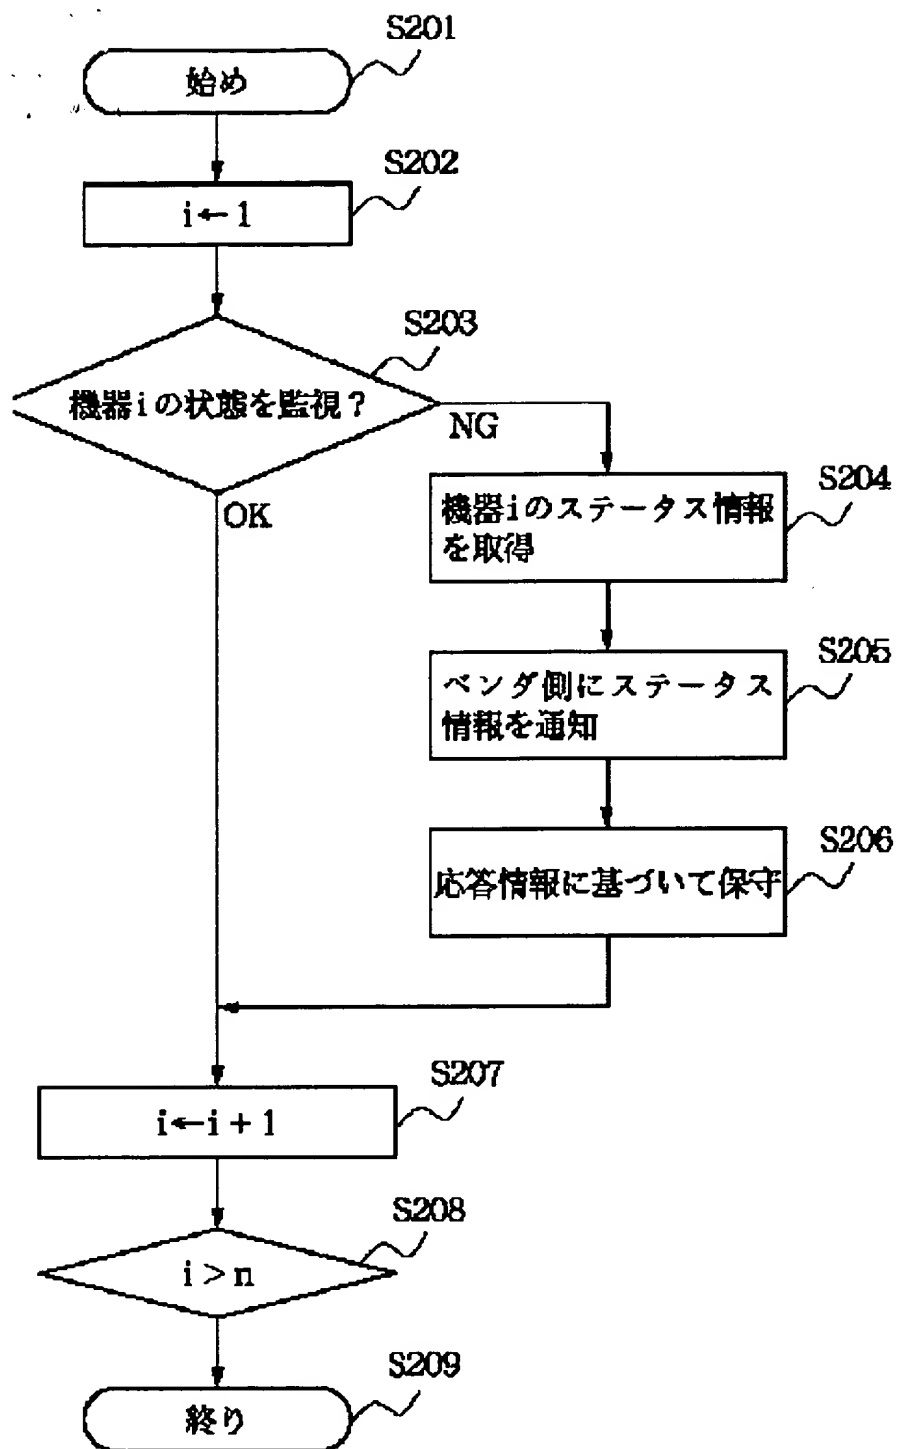 S201
始め
S202
i←1
S203
機器iの状態を監視?
NG
OK
S204
機器iのステータス情報
を取得
S205
ベンダ側にステータス
情報を通知
S206
応答情報に基づいて保守
S207
i←i+1
S208
i>n
S209
終り